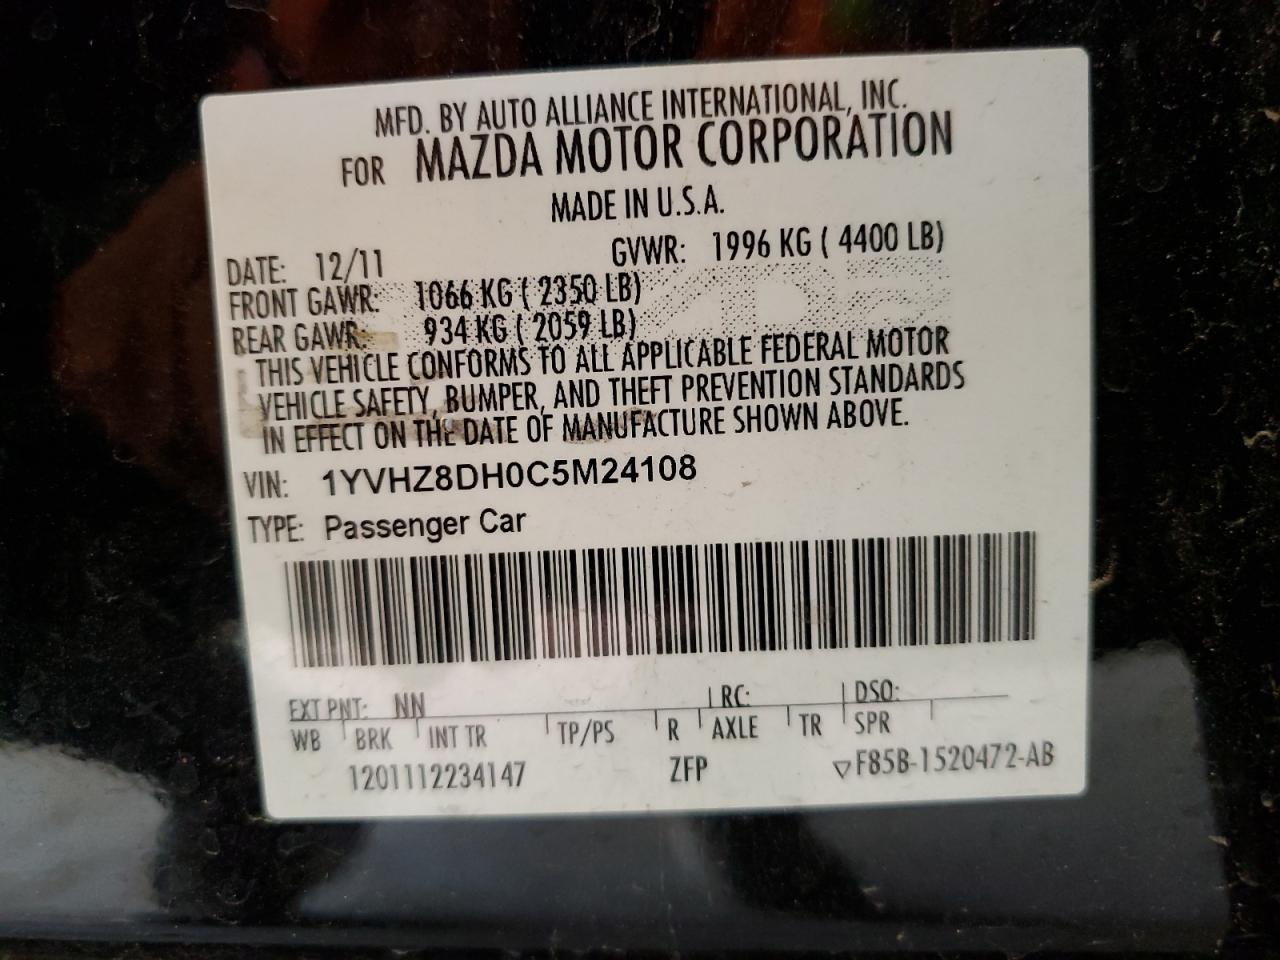 MFD. BY AUTO ALLIANCE INTERNATIONAL, INC.
FOR MAZDA MOTOR CORPORATION
MADE IN U.S.A.
DATE: 12/11 GVWR: 1996 KG ( 4400 LB)
FRONT GAWR: 1066 KG ( 2350 LB)
REAR GAWR: 934 KG ( 2059 LB)
THIS VEHICLE CONFORMS TO ALL APPLICABLE FEDERAL MOTOR
VEHICLE SAFETY, BUMPER, AND THEFT PREVENTION STANDARDS
IN EFFECT ON THE DATE OF MANUFACTURE SHOWN ABOVE.
VIN: 1YVHZ8DH0C5M24108
TYPE: Passenger Car
EXT PNT: NN RC: DSO:
WB BRK INT TR TP/PS R AXLE TR SPR
1201112234147 ZFP ▽F85B-1520472-AB